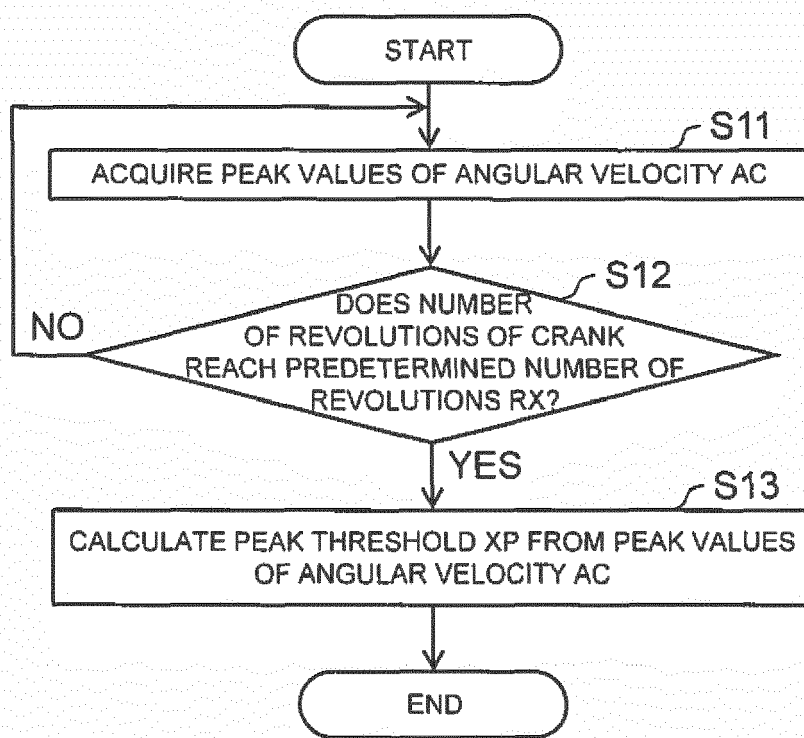 START
S11
ACQUIRE PEAK VALUES OF ANGULAR VELOCITY AC
S12
DOES NUMBER
OF REVOLUTIONS OF CRANK
REACH PREDETERMINED NUMBER OF
REVOLUTIONS RX?
NO
YES
S13
CALCULATE PEAK THRESHOLD XP FROM PEAK VALUES
OF ANGULAR VELOCITY AC
END